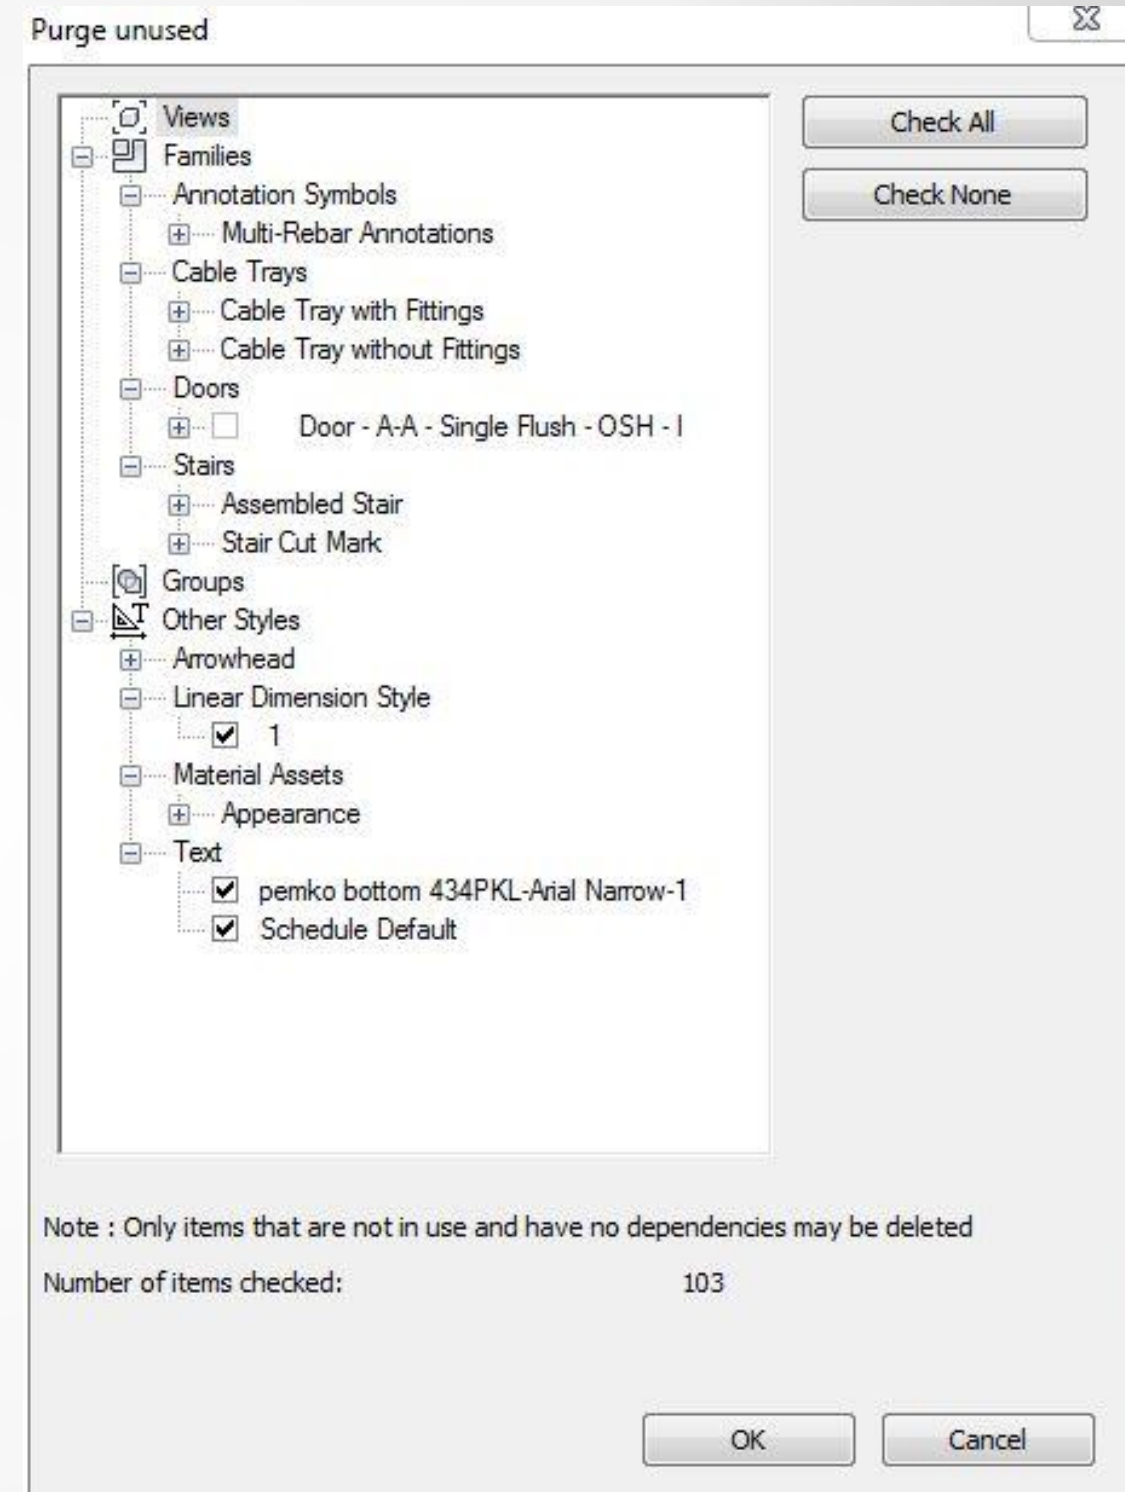 Purge unused
Views
Check All
Families
Check None
Annotation Symbols
Multi-Rebar Annotations
Cable Trays
Cable Tray with Fittings
Cable Tray without Fittings
Doors
Door - A-A - Single Flush - OSH - I
Stairs
Assembled Stair
Stair Cut Mark
Groups
Other Styles
Arrowhead
Linear Dimension Style
1
Material Assets
Appearance
Text
pemko bottom 434PKL-Arial Narrow-1
Schedule Default
Note : Only items that are not in use and have no dependencies may be deleted
Number of items checked: 103
OK Cancel